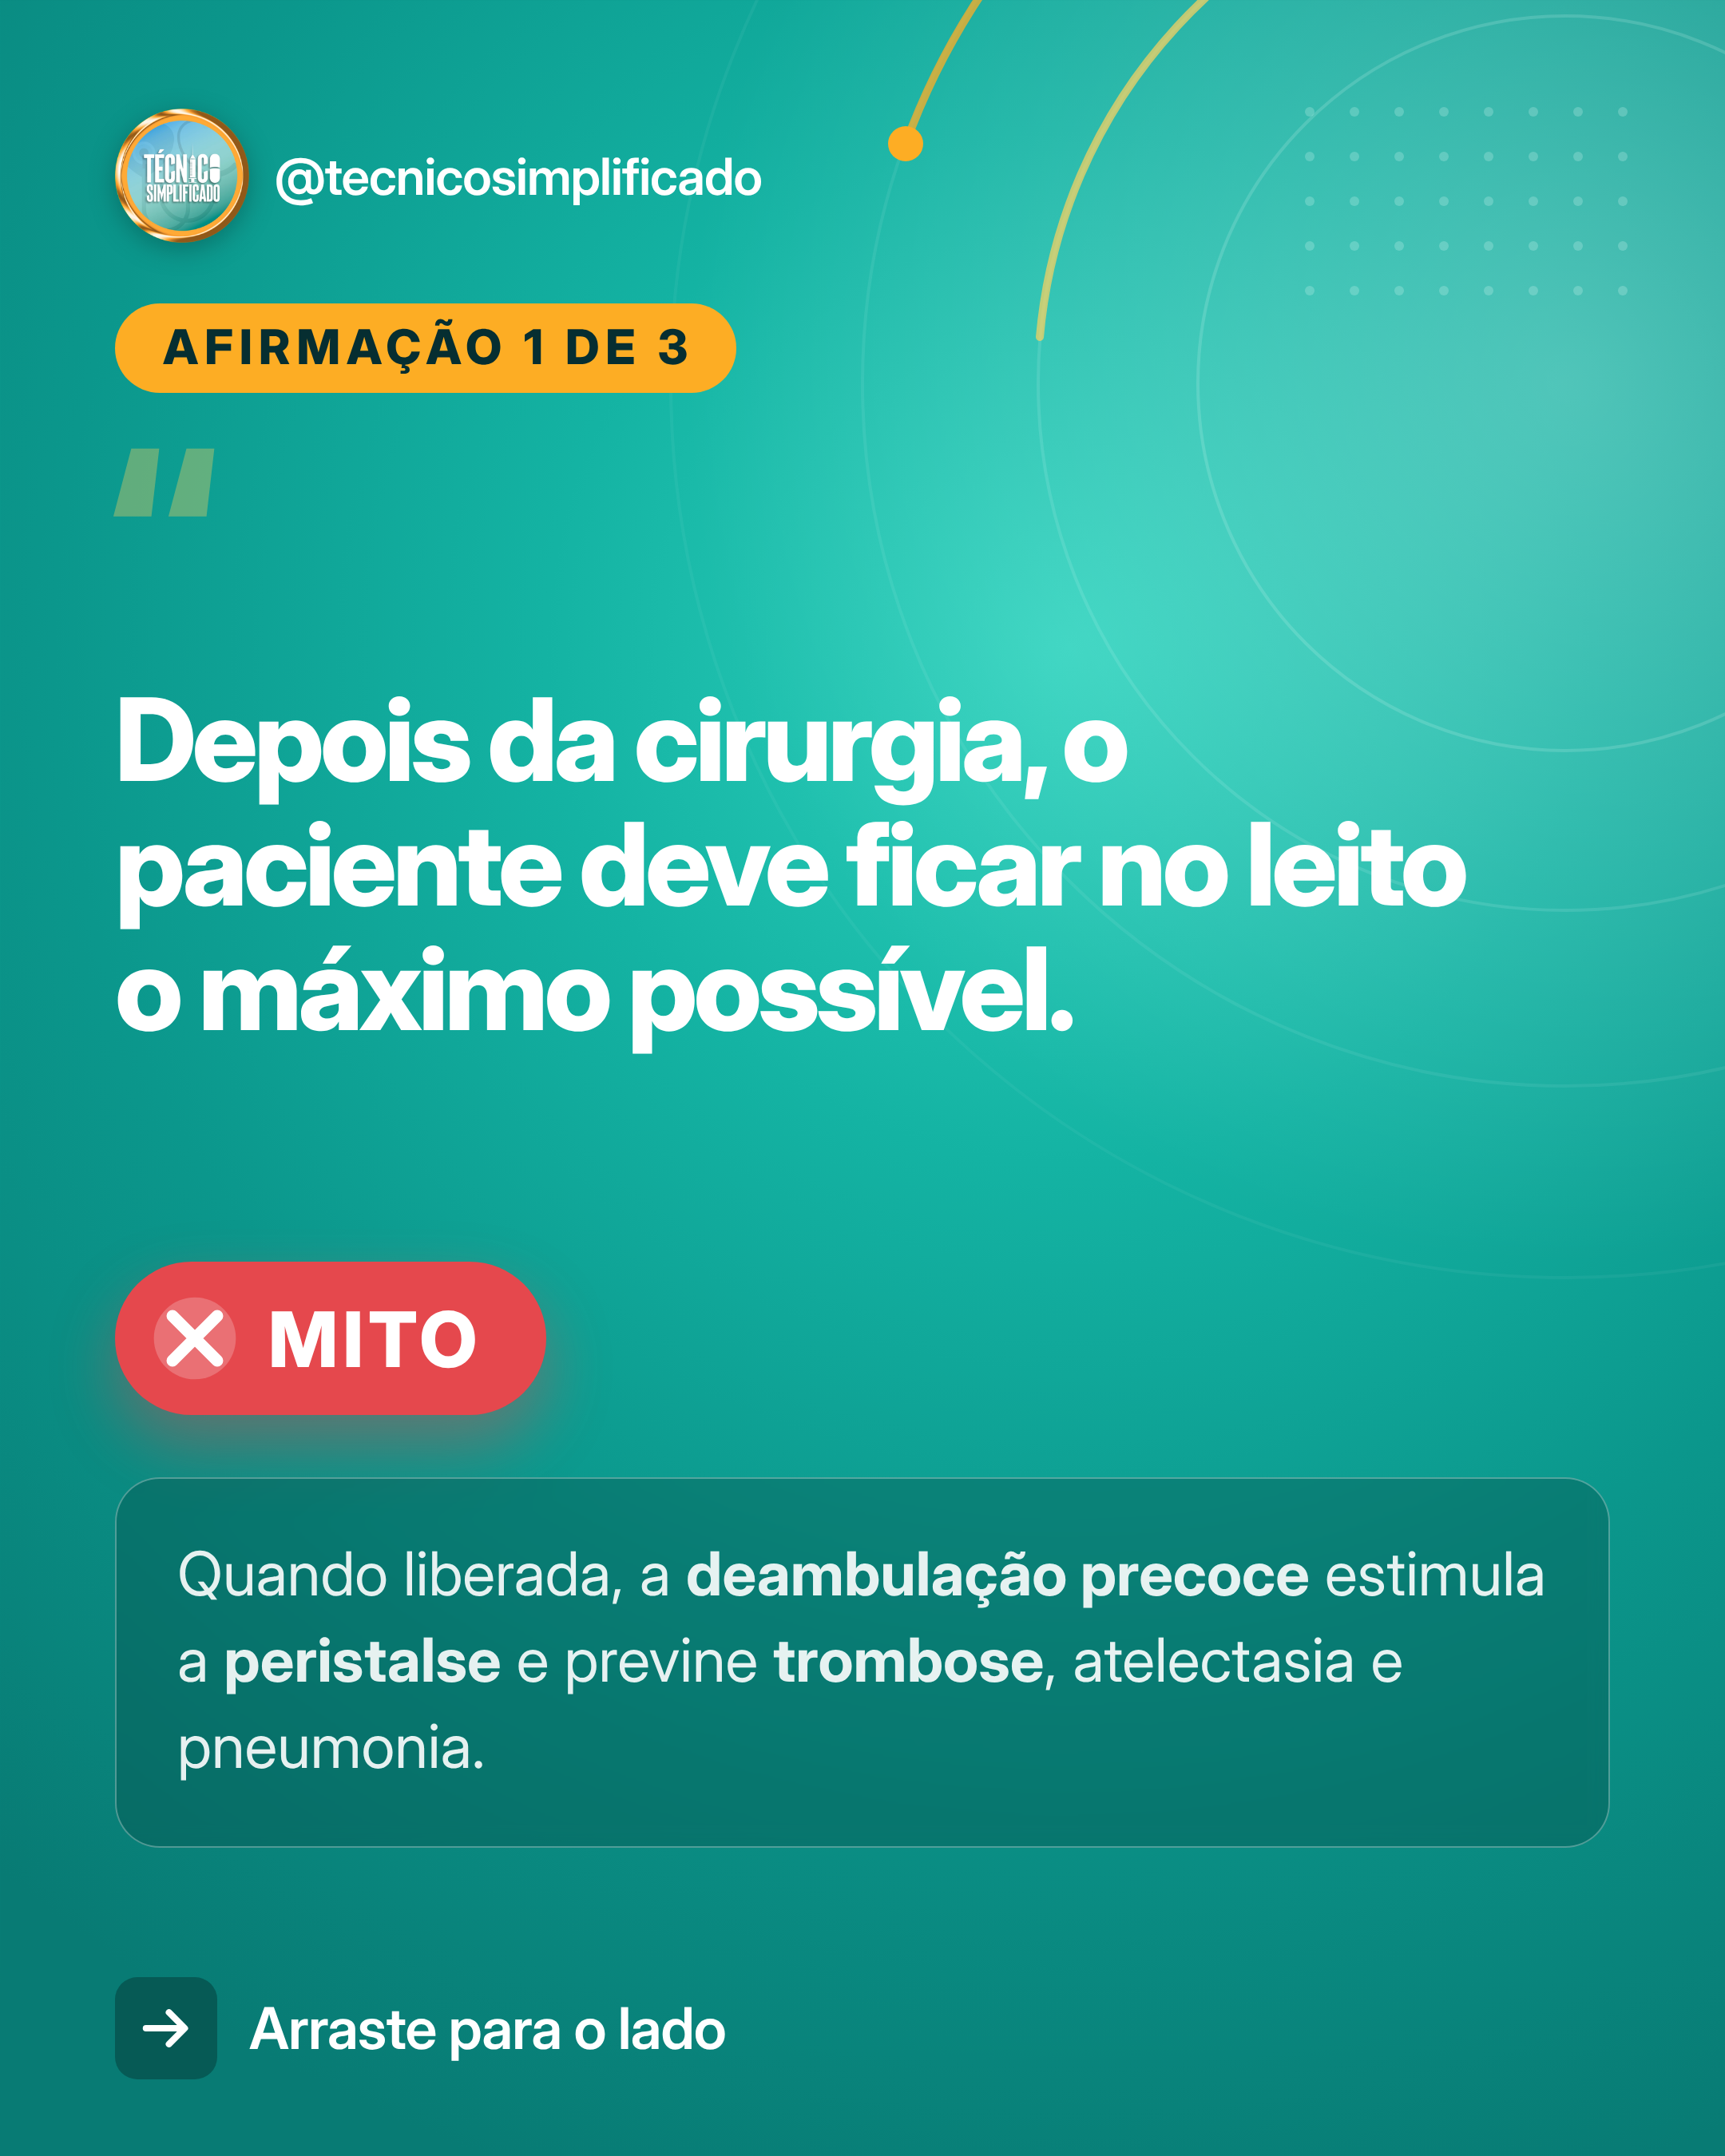 TÉCNICO
SIMPLIFICADO
@tecnicosimplificado
AFIRMAÇÃO 1 DE 3
"
Depois da cirurgia, o
paciente deve ficar no leito
o máximo possível.
MITO
Quando liberada, a deambulação precoce estimula
a peristalse e previne trombose, atelectasia e
pneumonia.
Arraste para o lado